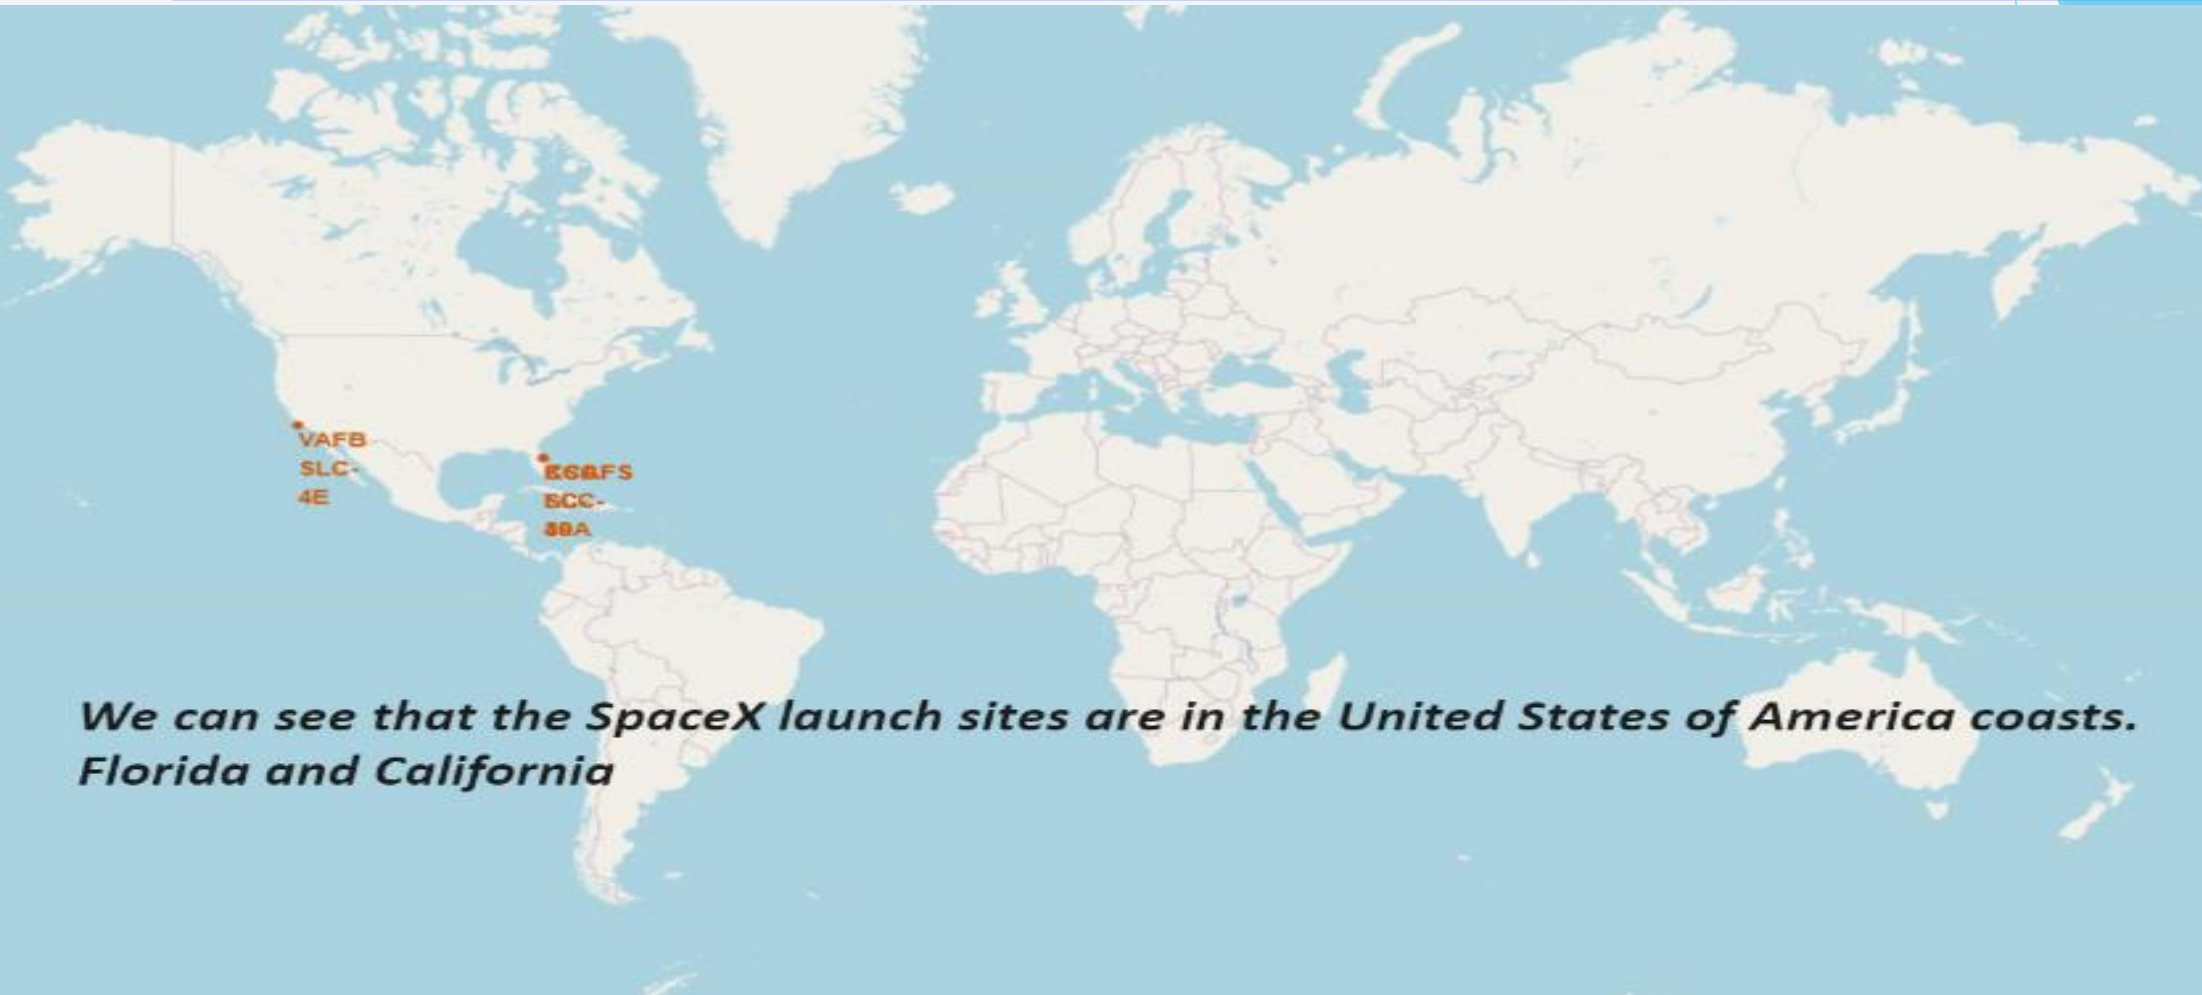 VAFB
SLC-
4E
We can see that the SpaceX launch sites are in the United States of America coasts.
Florida and California